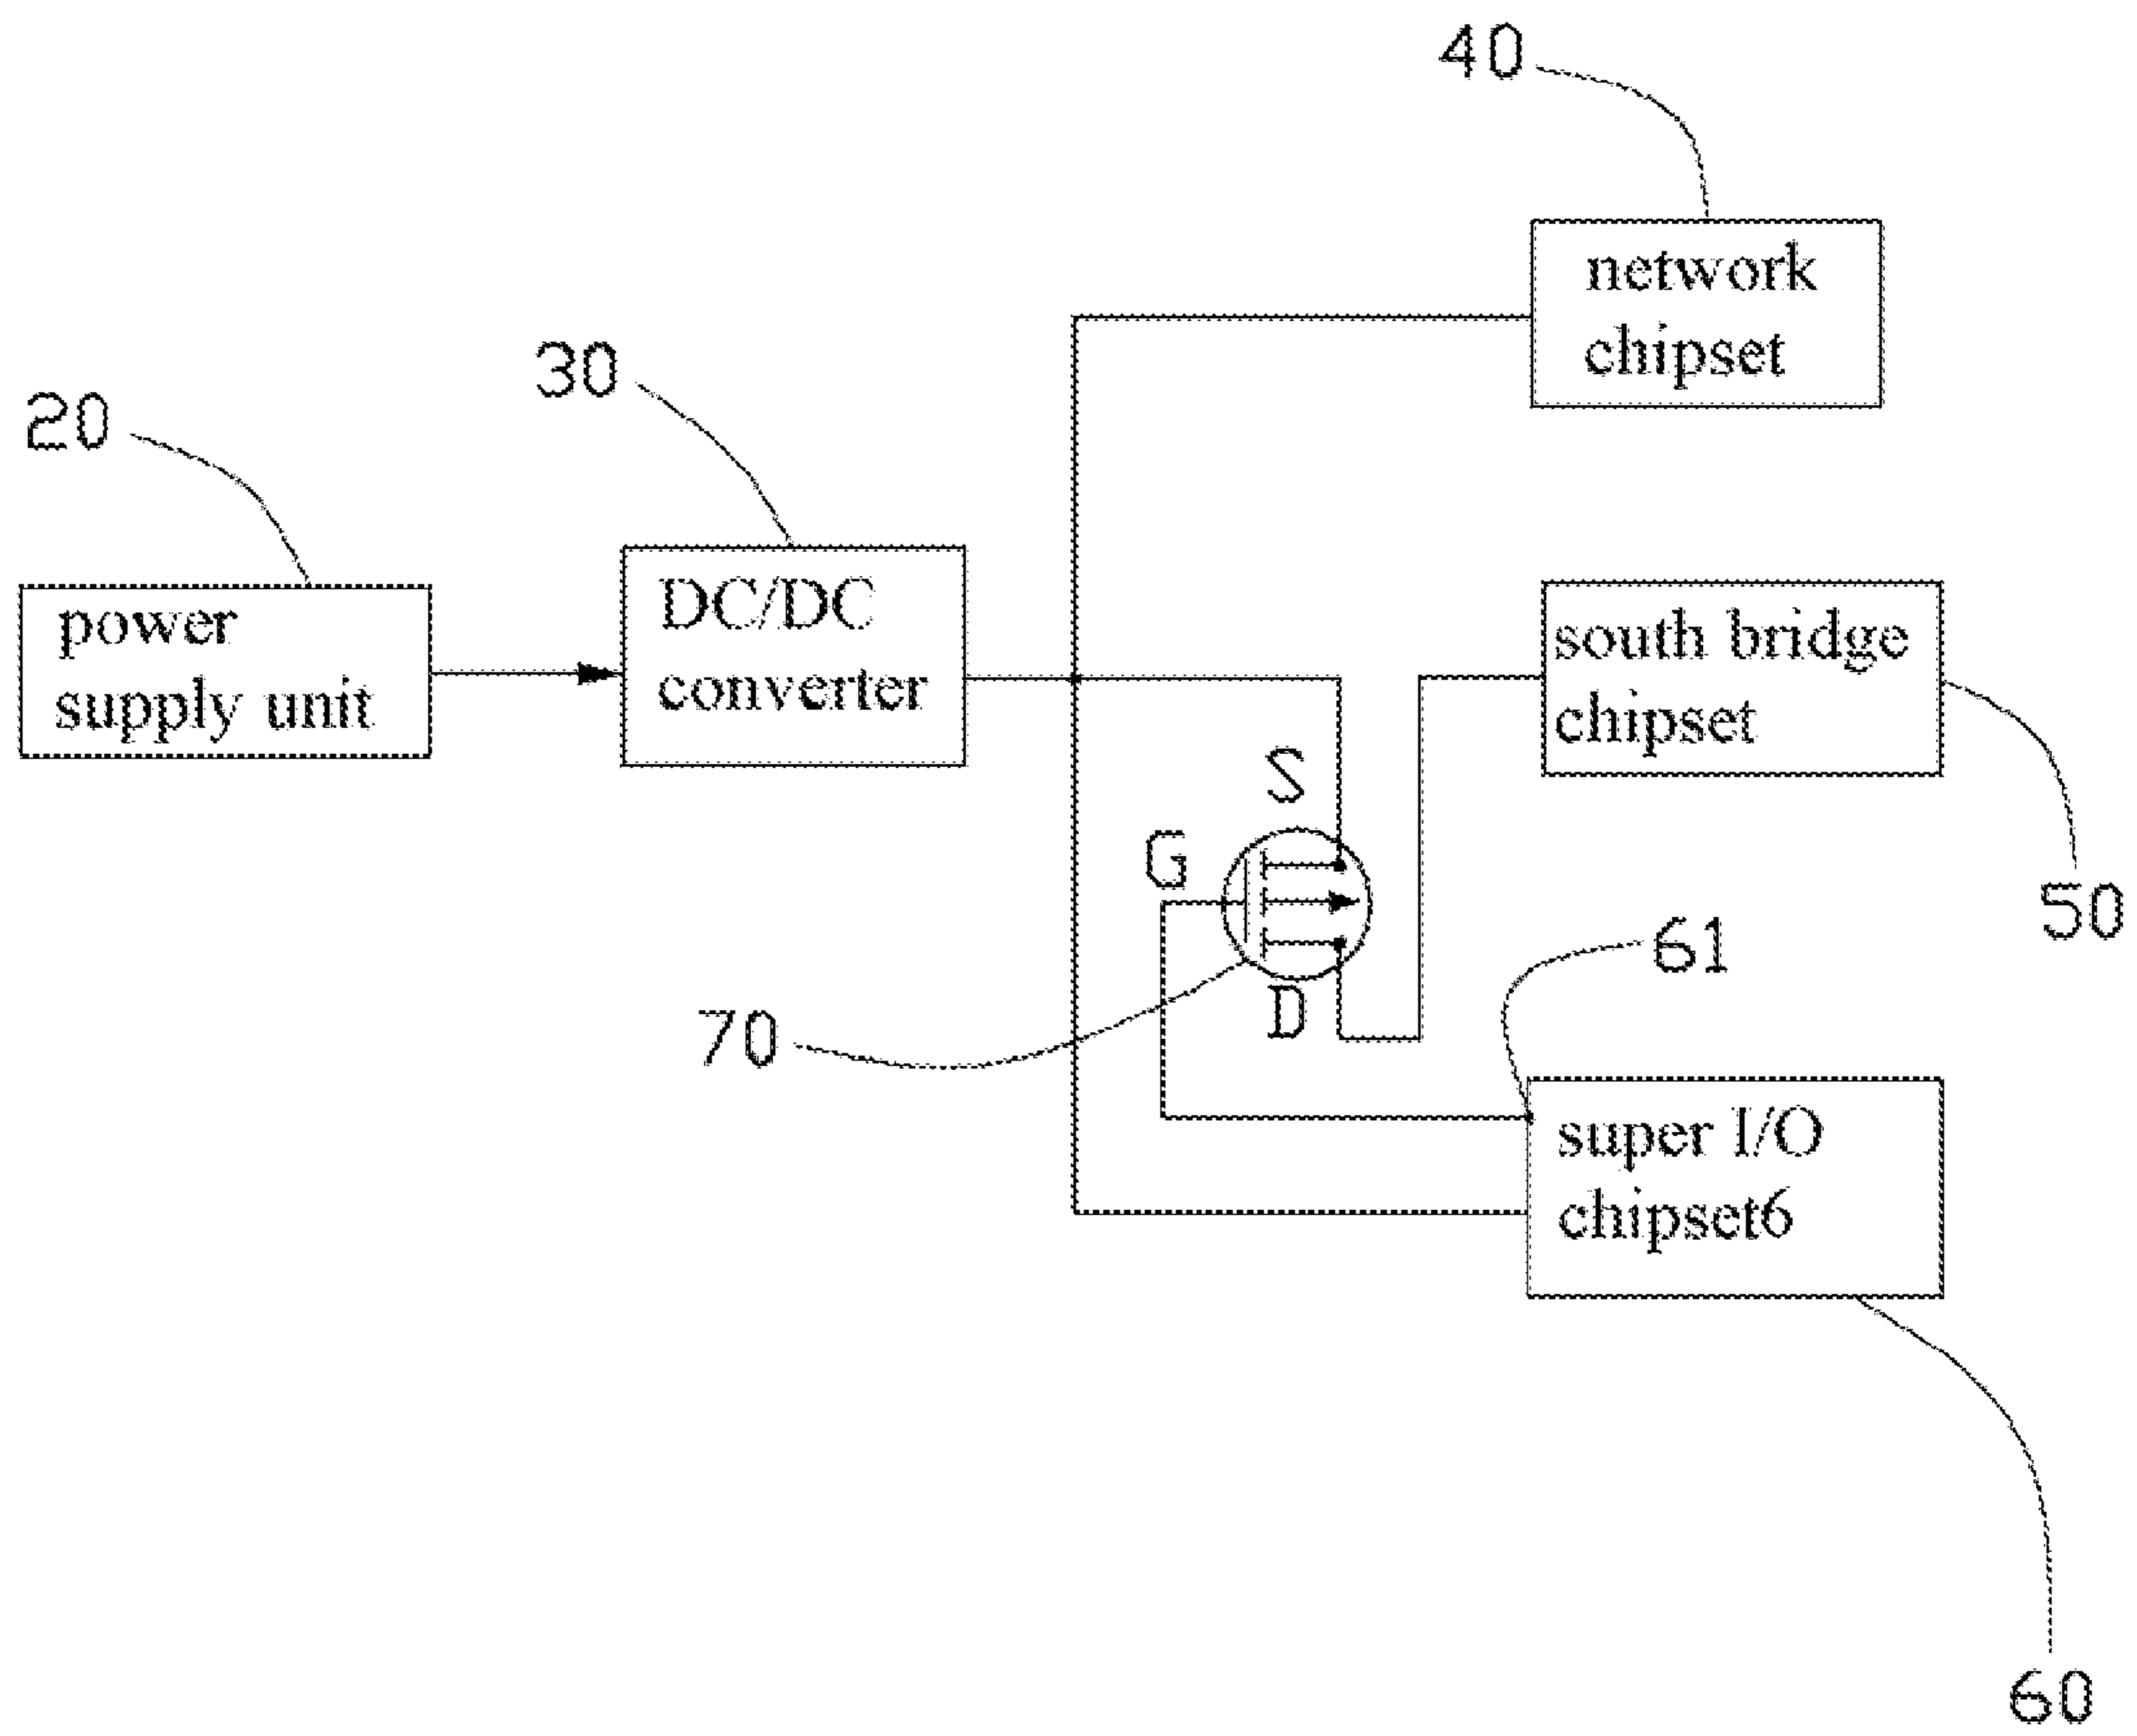 40
network
chipset
30
20
DC/DC
converter
power
supply unit
south bridge
chipset
S
G
50
61
D
70
super I/O
chipset6
60